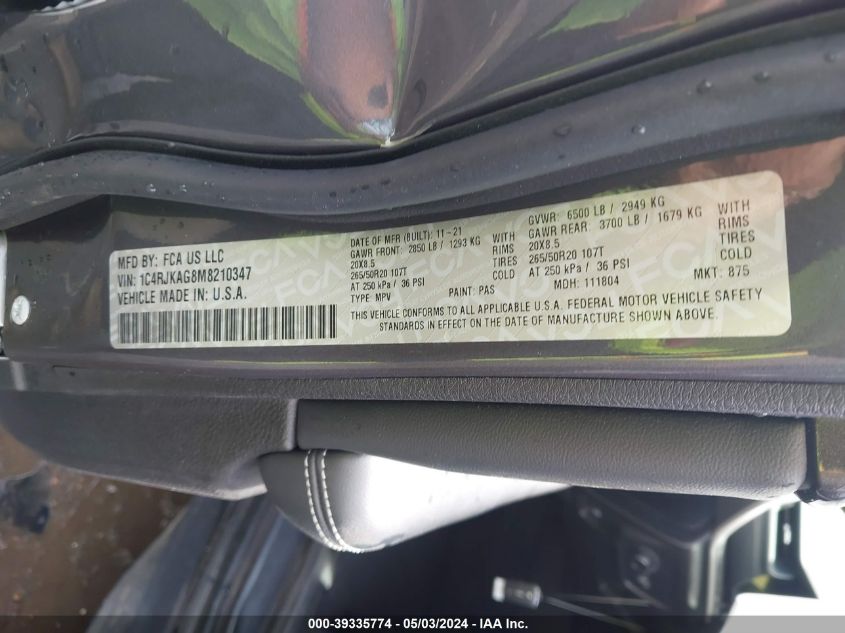 MFD BY: FCA US LLC
VIN: 1C4RJKAG8M8210347
VEHICLE MADE IN: U.S.A.
DATE OF MFR (BUILT): 11-21
GAWR FRONT: 2850 LB / 1293 KG WITH
20X8.5 RIMS
265/50R20 107T TIRES
AT 250 kPa / 36 PSI COLD
TYPE: MPV
PAINT: PAS
GVWR: 6500 LB / 2949 KG
GAWR REAR: 3700 LB / 1679 KG WITH
20X8.5 RIMS
265/50R20 107T TIRES
AT 250 kPa / 36 PSI COLD
MDH: 111804
MKT: 875
THIS VEHICLE CONFORMS TO ALL APPLICABLE U.S.A. FEDERAL MOTOR VEHICLE SAFETY
STANDARDS IN EFFECT ON THE DATE OF MANUFACTURE SHOWN ABOVE.
000-39335774 - 05/03/2024 - IAA Inc.